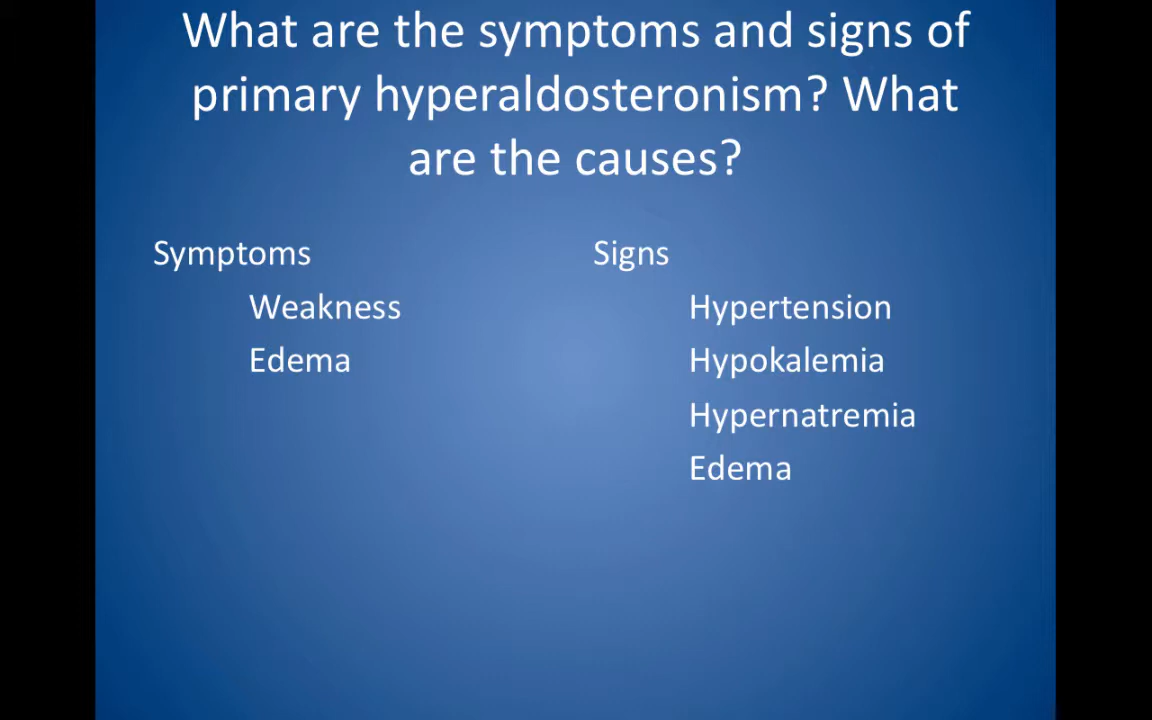 What are the symptoms and signs of
primary hyperaldosteronism? What
are the causes?
Symptoms
Weakness
Edema
Signs
Hypertension
Hypokalemia
Hypernatremia
Edema